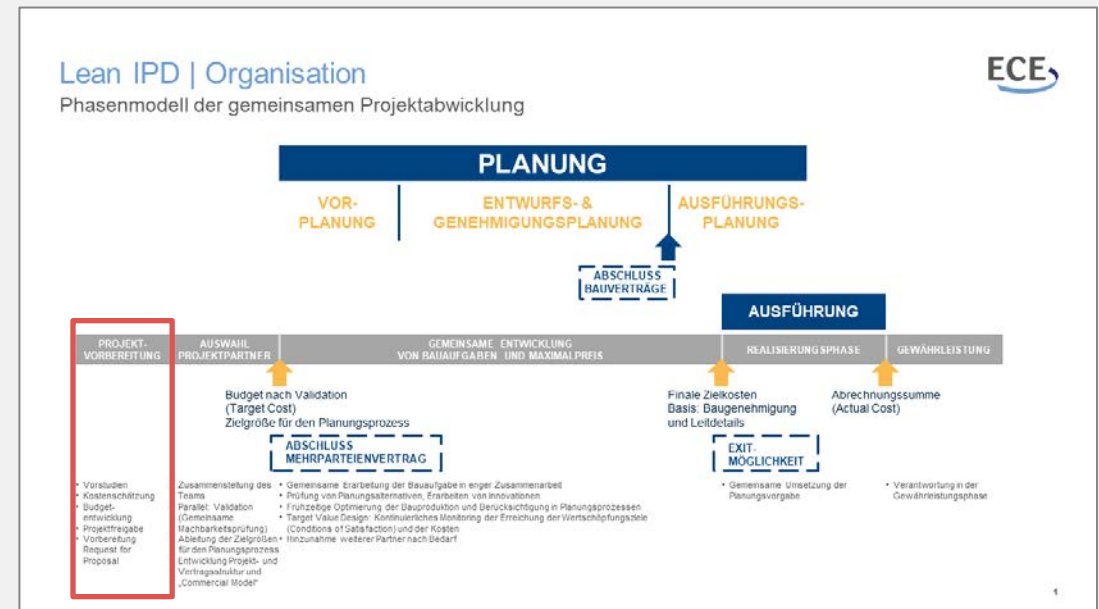 Lean IPD | Organisation
ECE
Phasenmodell der gemeinsamen Projektabwicklung
PLANUNG
VOR-
PLANUNG
ENTWURFS- &
GENEHMIGUNGSPLANUNG
AUSFÜHRUNGS-
PLANUNG
ABSCHLUSS
BAUVERTRÄGE
AUSFÜHRUNG
PROJEKT-
VORBEREITUNG
AUSWAHL
PROJEKTPARTNER
GEMEINSAME ENTWICKLUNG
VON BAUAUFGABEN UND MAXIMALPREIS
REALISIERUNGSPHASE
GEWÄHRLEISTUNG
Budget nach Validation
(Target Cost)
Zielgröße für den Planungsprozess
Finale Zielkosten
Basis: Baugenehmigung
und Leitdetails
Abrechnungssumme
(Actual Cost)
ABSCHLUSS
MEHRPARTEIENVERTRAG
EXIT-
MÖGLICHKEIT
• Vorstudien
• Kostenschätzung
• Budget-
entwicklung
• Projektfreigabe
• Vorbereitung
Request for
Proposal
Zusammenstellung des
Teams
Parallel: Validation
(Gemeinsame
Machbarkeitsprüfung)
Ableitung der Zielgrößen
für den Planungsprozess
Entwicklung Projekt- und
Vertragsstruktur und
„Commercial Model"
• Gemeinsame Erarbeitung der Bauaufgabe in enger Zusammenarbeit
• Prüfung von Planungsalternativen, Erarbeiten von Innovationen
• Frühzeitige Optimierung der Bauproduktion und Berücksichtigung in Planungsprozessen
• Target Value Design: Kontinuierliches Monitoring der Erreichung der Wertschöpfungsziele
(Conditions of Satisfaction) und der Kosten
• Hinzunahme weiterer Partner nach Bedarf
• Gemeinsame Umsetzung der
Planungsvorgabe
• Verantwortung in der
Gewährleistungsphase